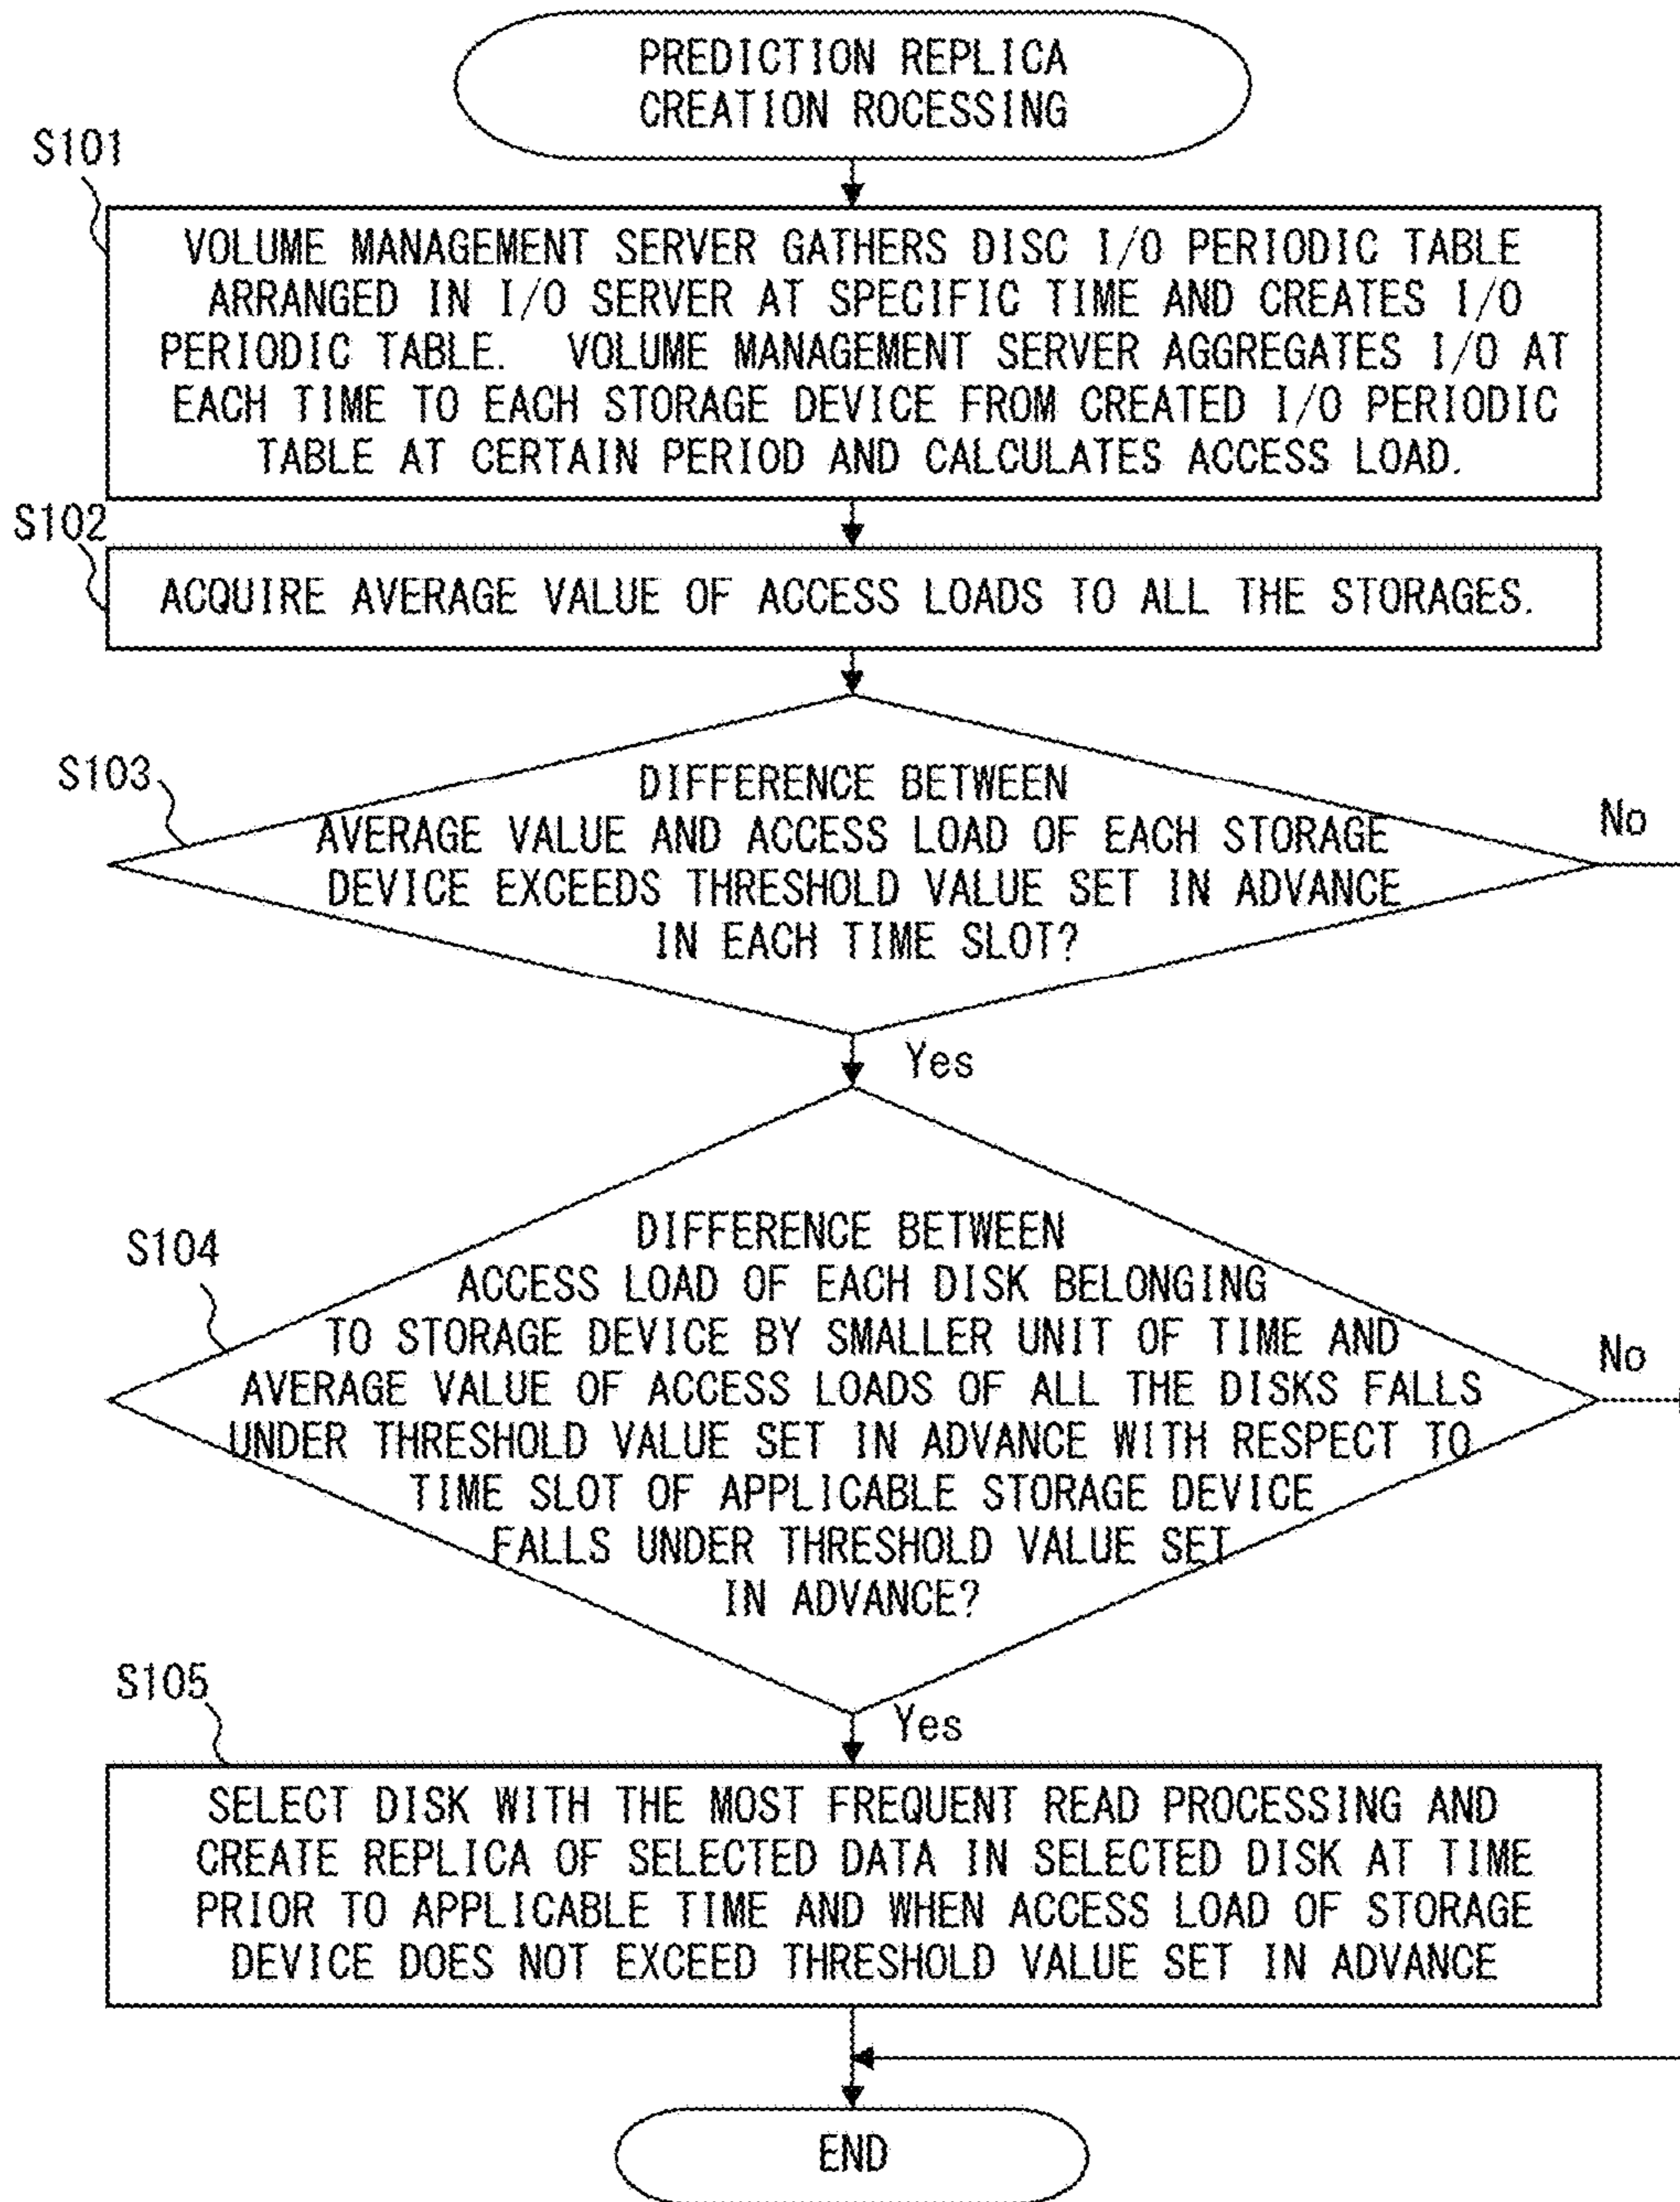 PREDICTION REPLICA
CREATION ROCESSING
S101
VOLUME MANAGEMENT SERVER GATHERS DISC I/O PERIODIC TABLE
ARRANGED IN I/O SERVER AT SPECIFIC TIME AND CREATES I/O
PERIODIC TABLE. VOLUME MANAGEMENT SERVER AGGREGATES I/O AT
EACH TIME TO EACH STORAGE DEVICE FROM CREATED I/O PERIODIC
TABLE AT CERTAIN PERIOD AND CALCULATES ACCESS LOAD.
S102
ACQUIRE AVERAGE VALUE OF ACCESS LOADS TO ALL THE STORAGES.
S103
DIFFERENCE BETWEEN
AVERAGE VALUE AND ACCESS LOAD OF EACH STORAGE
DEVICE EXCEEDS THRESHOLD VALUE SET IN ADVANCE
IN EACH TIME SLOT?
No
Yes
S104
DIFFERENCE BETWEEN
ACCESS LOAD OF EACH DISK BELONGING
TO STORAGE DEVICE BY SMALLER UNIT OF TIME AND
AVERAGE VALUE OF ACCESS LOADS OF ALL THE DISKS FALLS
UNDER THRESHOLD VALUE SET IN ADVANCE WITH RESPECT TO
TIME SLOT OF APPLICABLE STORAGE DEVICE
FALLS UNDER THRESHOLD VALUE SET
IN ADVANCE?
No
Yes
S105
SELECT DISK WITH THE MOST FREQUENT READ PROCESSING AND
CREATE REPLICA OF SELECTED DATA IN SELECTED DISK AT TIME
PRIOR TO APPLICABLE TIME AND WHEN ACCESS LOAD OF STORAGE
DEVICE DOES NOT EXCEED THRESHOLD VALUE SET IN ADVANCE
END